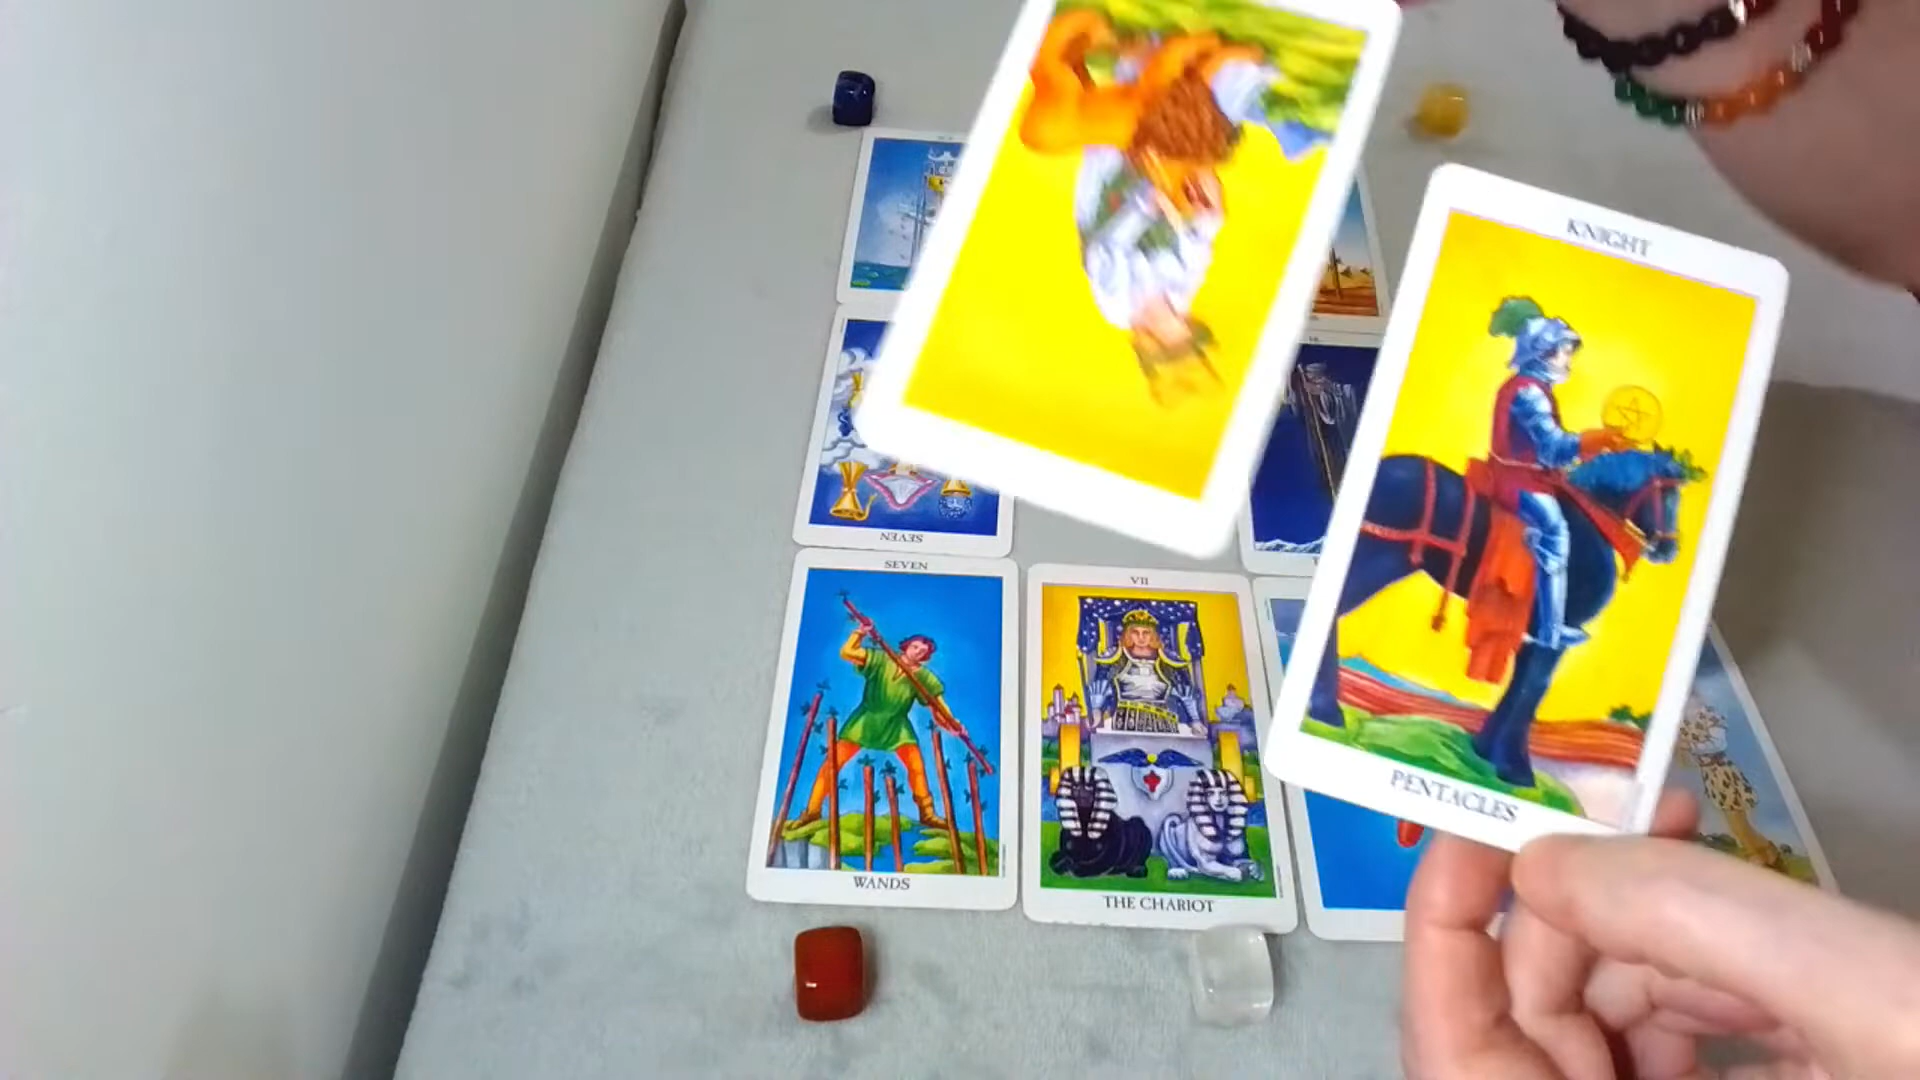 KNIGHT
PENTACLES
SEVEN
SEVEN
WANDS
VII
THE CHARIOT